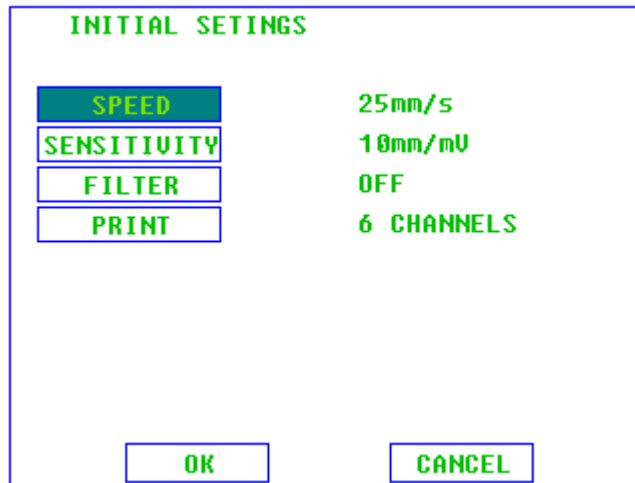 INITIAL SETINGS
SPEED 25mm/s
SENSITIVITY 10mm/mV
FILTER OFF
PRINT 6 CHANNELS
OK CANCEL